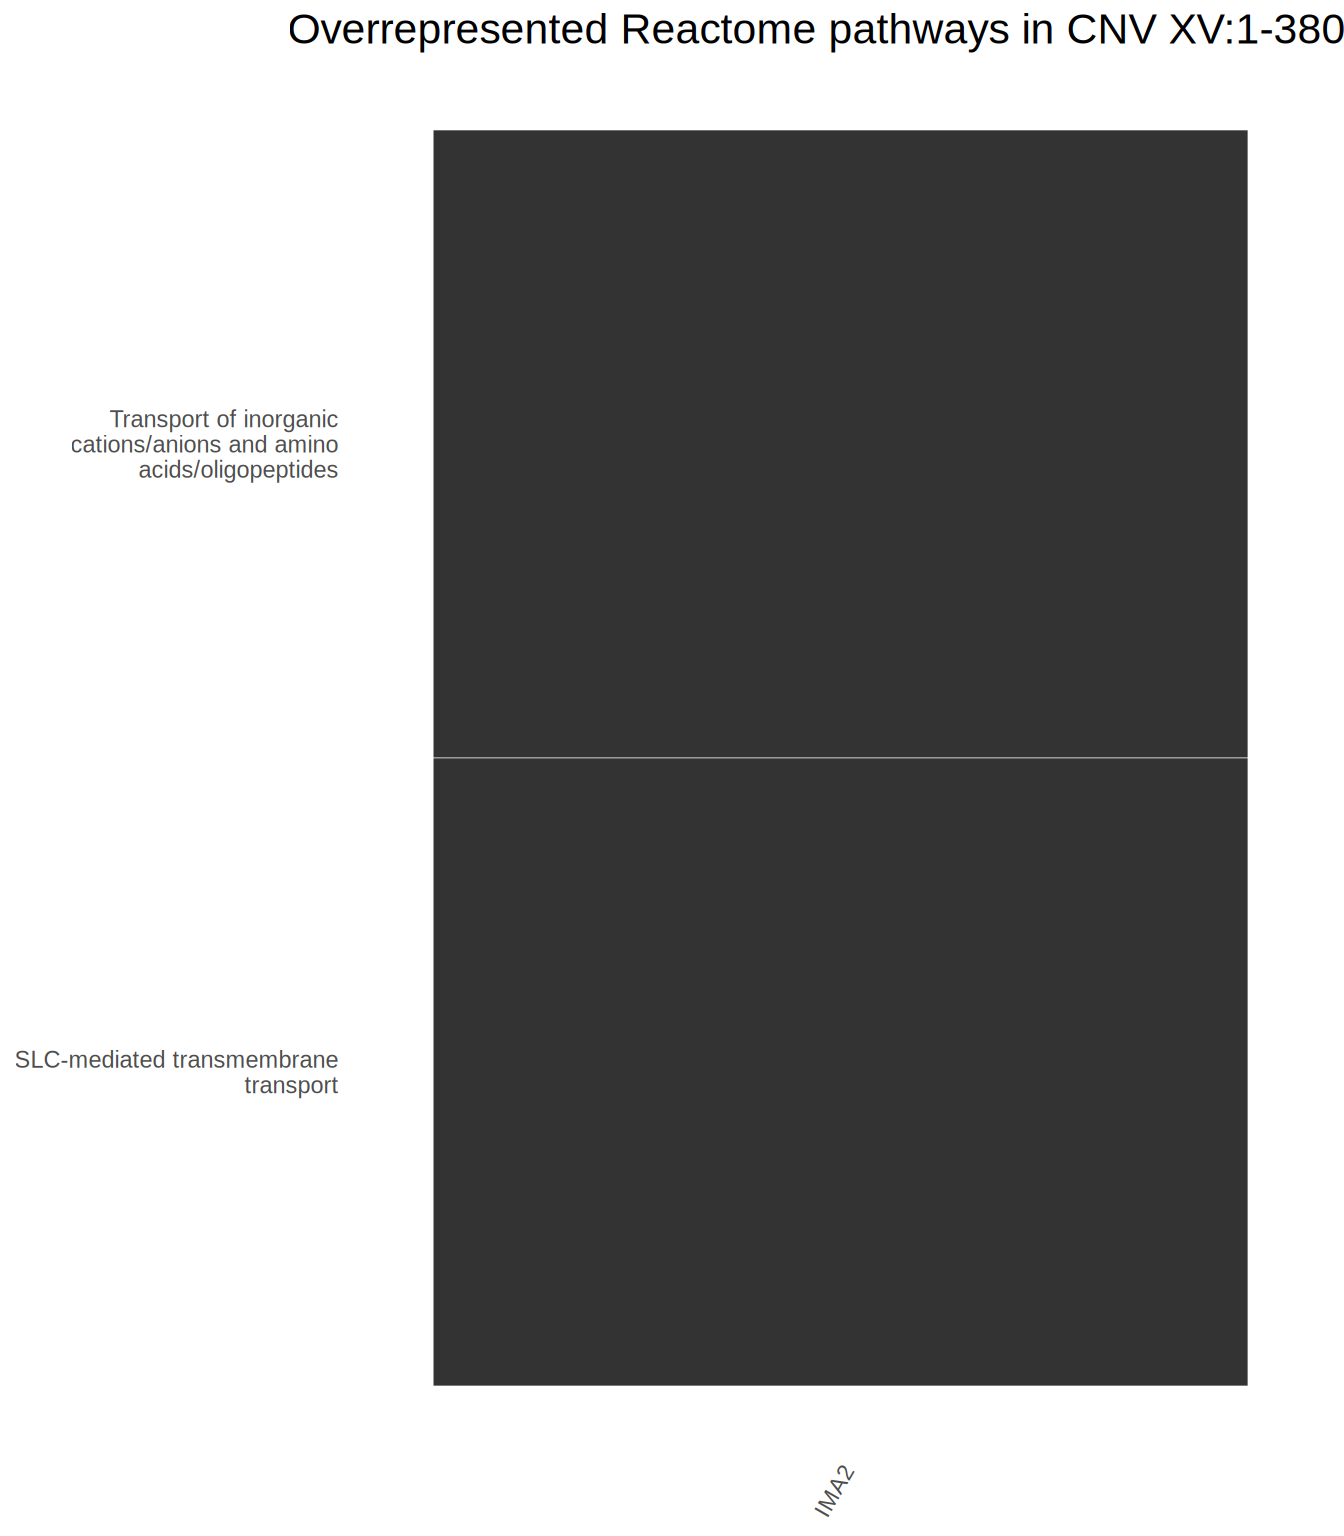 Overrepresented Reactome pathways in CNV XV:1-380
Transport of inorganic
cations/anions and amino
acids/oligopeptides
SLC-mediated transmembrane
transport
IMA2